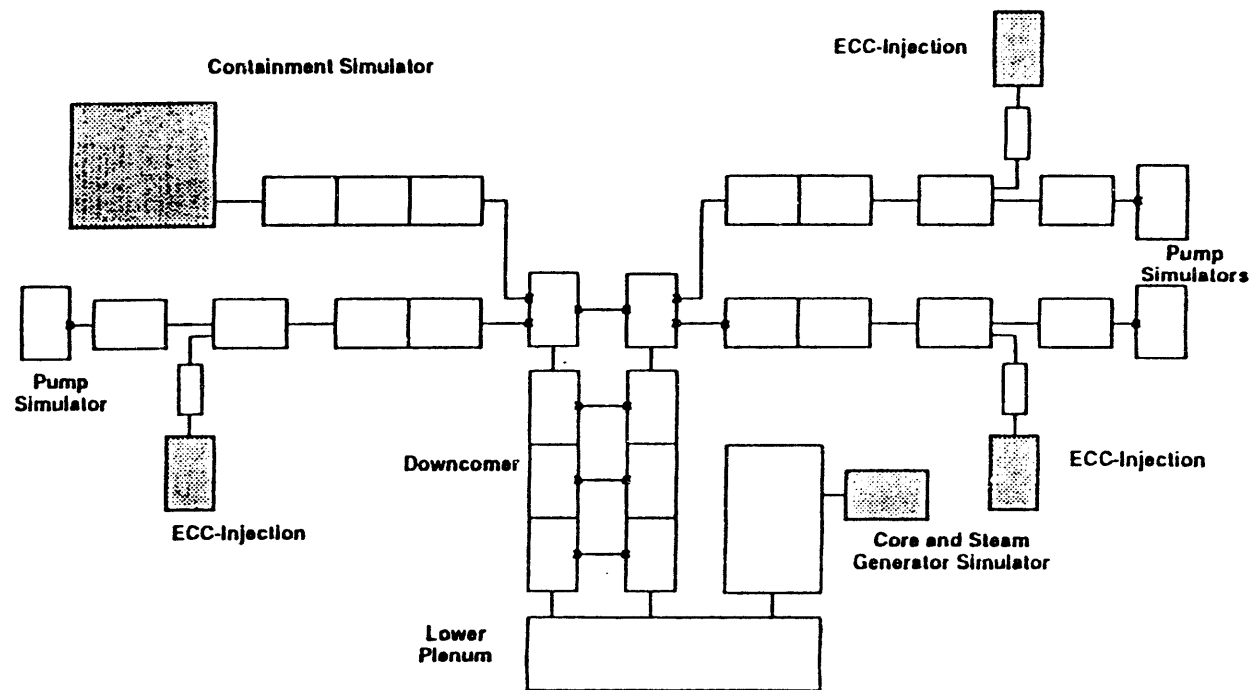 ECC-Injection
Containment Simulator
Pump
Simulators
Pump
Simulator
Downcomer
ECC-Injection
ECC-Injection
Core and Steam
Generator Simulator
Lower
Plenum